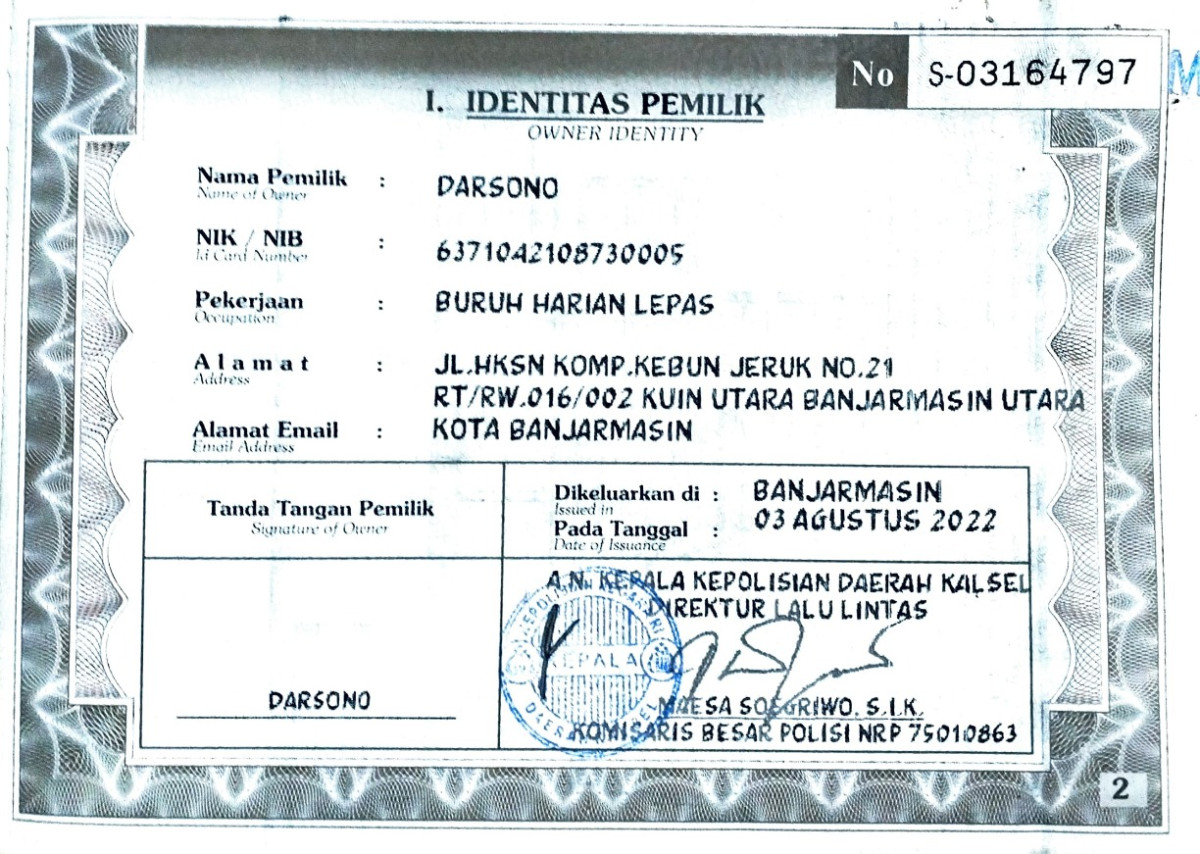 No S-03164797
I. IDENTITAS PEMILIK
OWNER IDENTITY
Nama Pemilik : DARSONO
Name of Owner
NIK / NIB : 6371042108730005
Id Card Number
Pekerjaan : BURUH HARIAN LEPAS
Occupation
Alamat : JL.HKSN KOMP.KEBUN JERUK NO.21
Address
RT/RW.016/002 KUIN UTARA BANJARMASIN UTARA
Alamat Email : KOTA BANJARMASIN
Email Address
Tanda Tangan Pemilik
Signature of Owner
Dikeluarkan di : BANJARMASIN
Issued in
Pada Tanggal : 03 AGUSTUS 2022
Date of Issuance
A.N. KEPALA KEPOLISIAN DAERAH KALSEL
DIREKTUR LALU LINTAS
KEPALA
DARSONO
MAESA SOEGRIWO, S.I.K.
KOMISARIS BESAR POLISI NRP 75010863
2